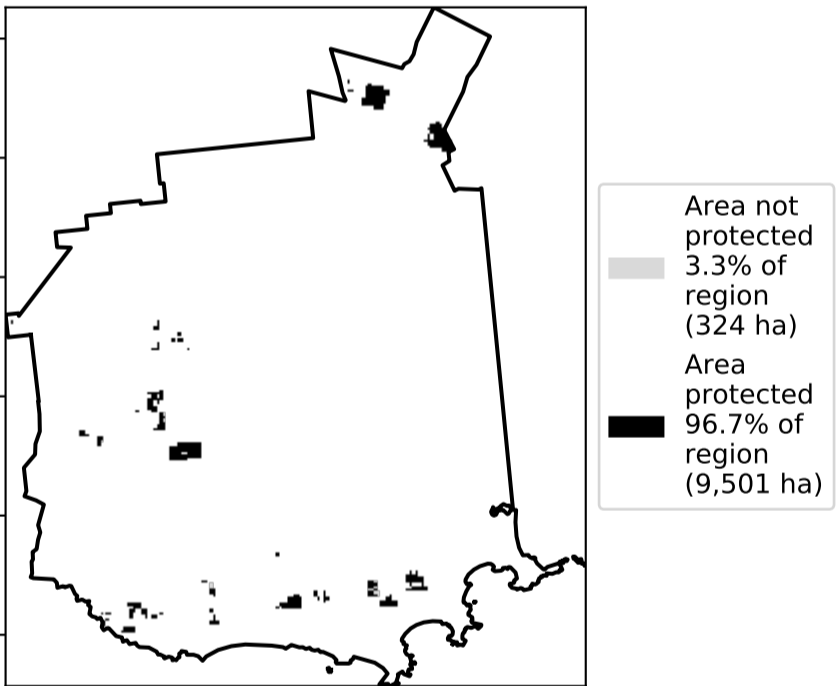 Area not
protected
3.3% of
region
(324 ha)
Area
protected
96.7% of
region
(9,501 ha)